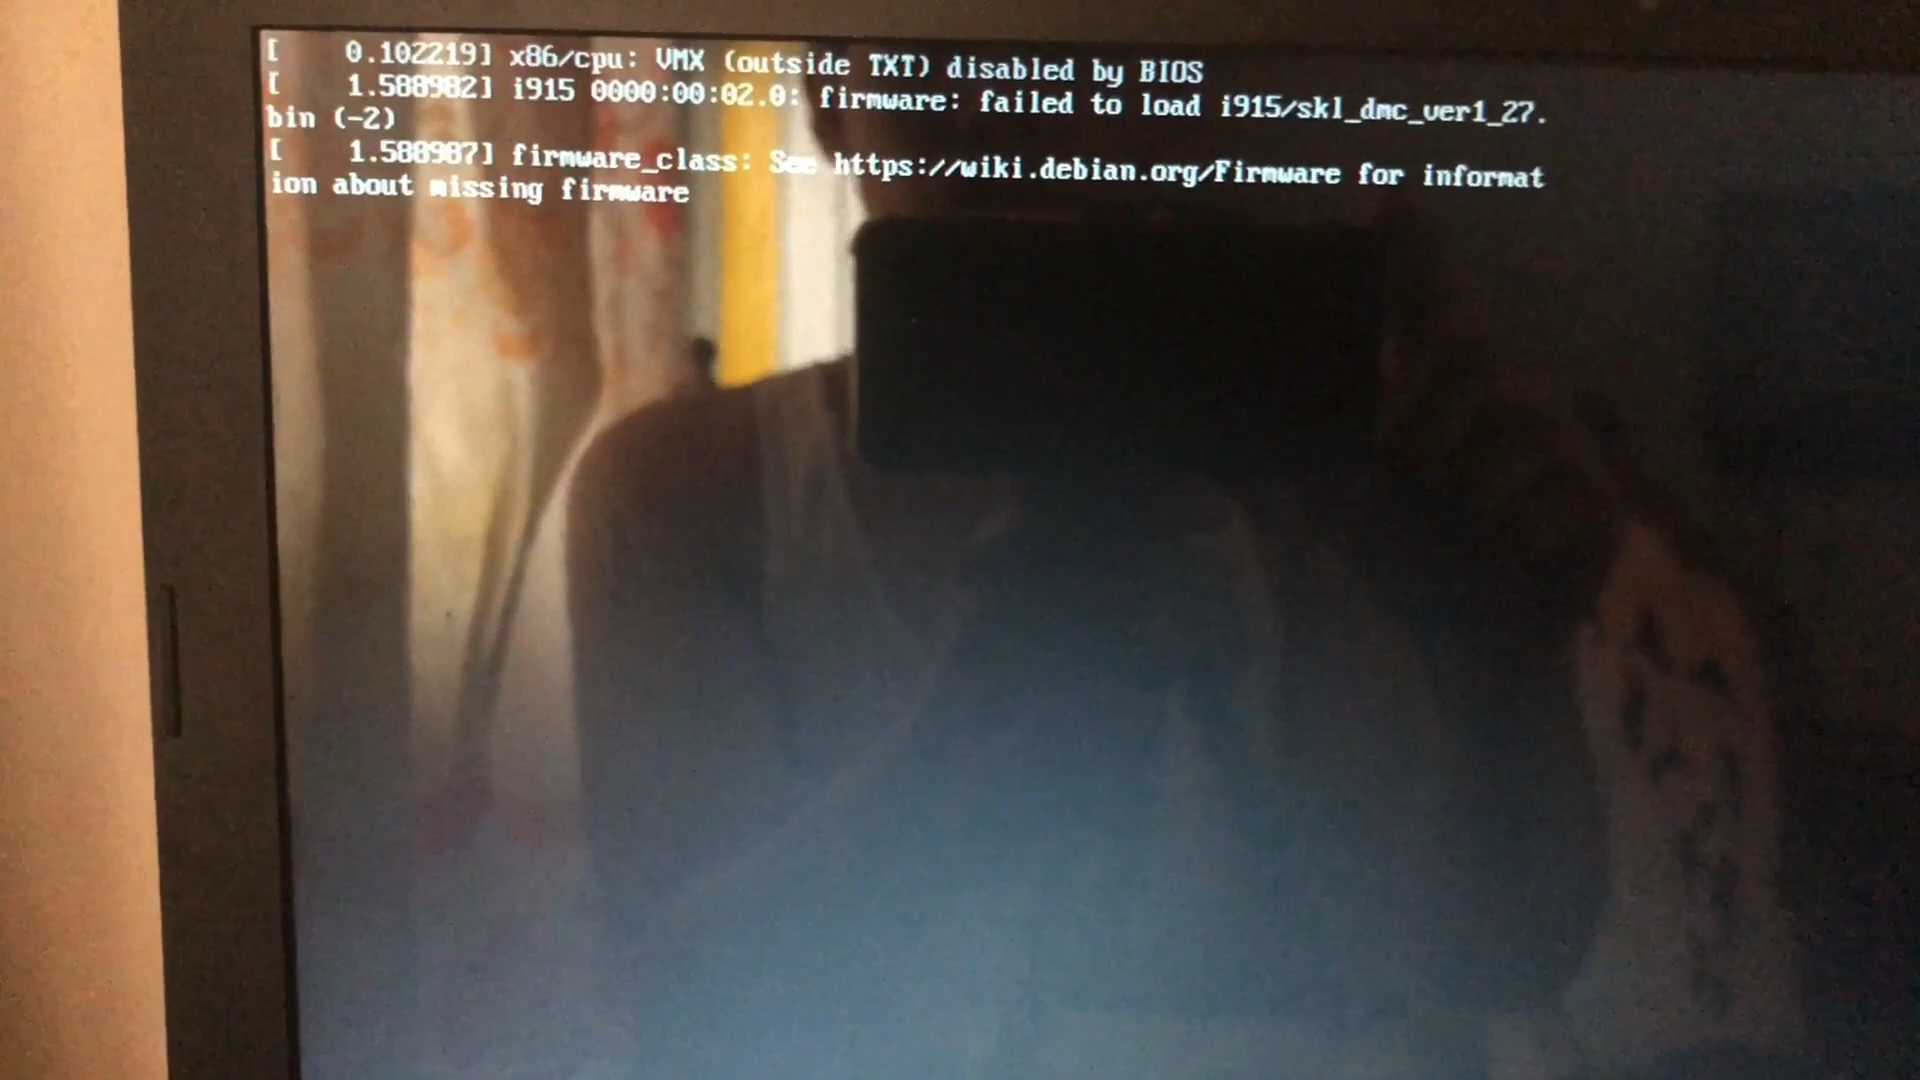 [    0.102219] x86/cpu: VMX (outside TXT) disabled by BIOS
[    1.588982] i915 0000:00:02.0: firmware: failed to load i915/skl_dmc_ver1_27.
bin (-2)
[    1.588987] firmware_class: See https://wiki.debian.org/Firmware for informat
ion about missing firmware